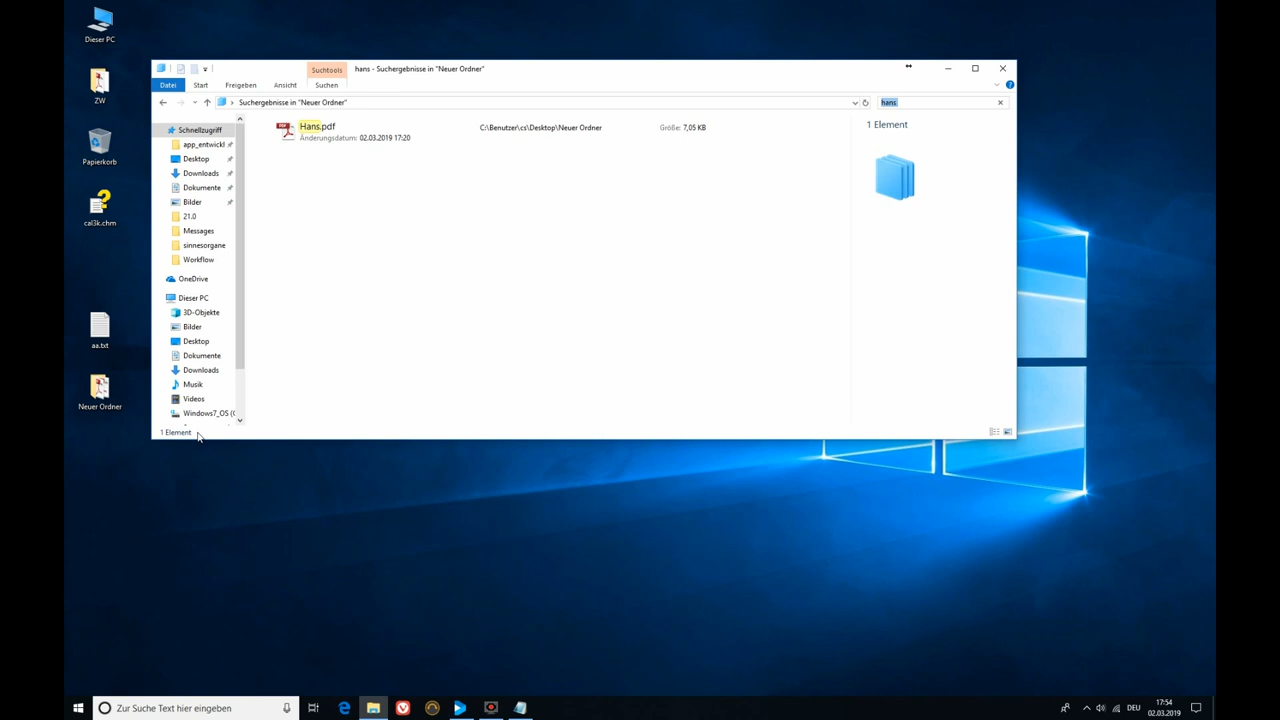 Dieser PC
ZW
Papierkorb
cal3k.chm
aa.txt
Neuer Ordner
Suchtools
hans - Suchergebnisse in "Neuer Ordner"
Datei
Start
Freigeben
Ansicht
Suchen
Suchergebnisse in "Neuer Ordner"
hans
Schnellzugriff
app_entwickl
Desktop
Downloads
Dokumente
Bilder
21.0
Messages
sinnesorgane
Workflow
OneDrive
Dieser PC
3D-Objekte
Bilder
Desktop
Dokumente
Downloads
Musik
Videos
Windows7_OS (C
Hans.pdf
Änderungsdatum: 02.03.2019 17:20
C:\Benutzer\cs\Desktop\Neuer Ordner
Größe: 7,05 KB
1 Element
1 Element
Zur Suche Text hier eingeben
DEU
17:54
02.03.2019